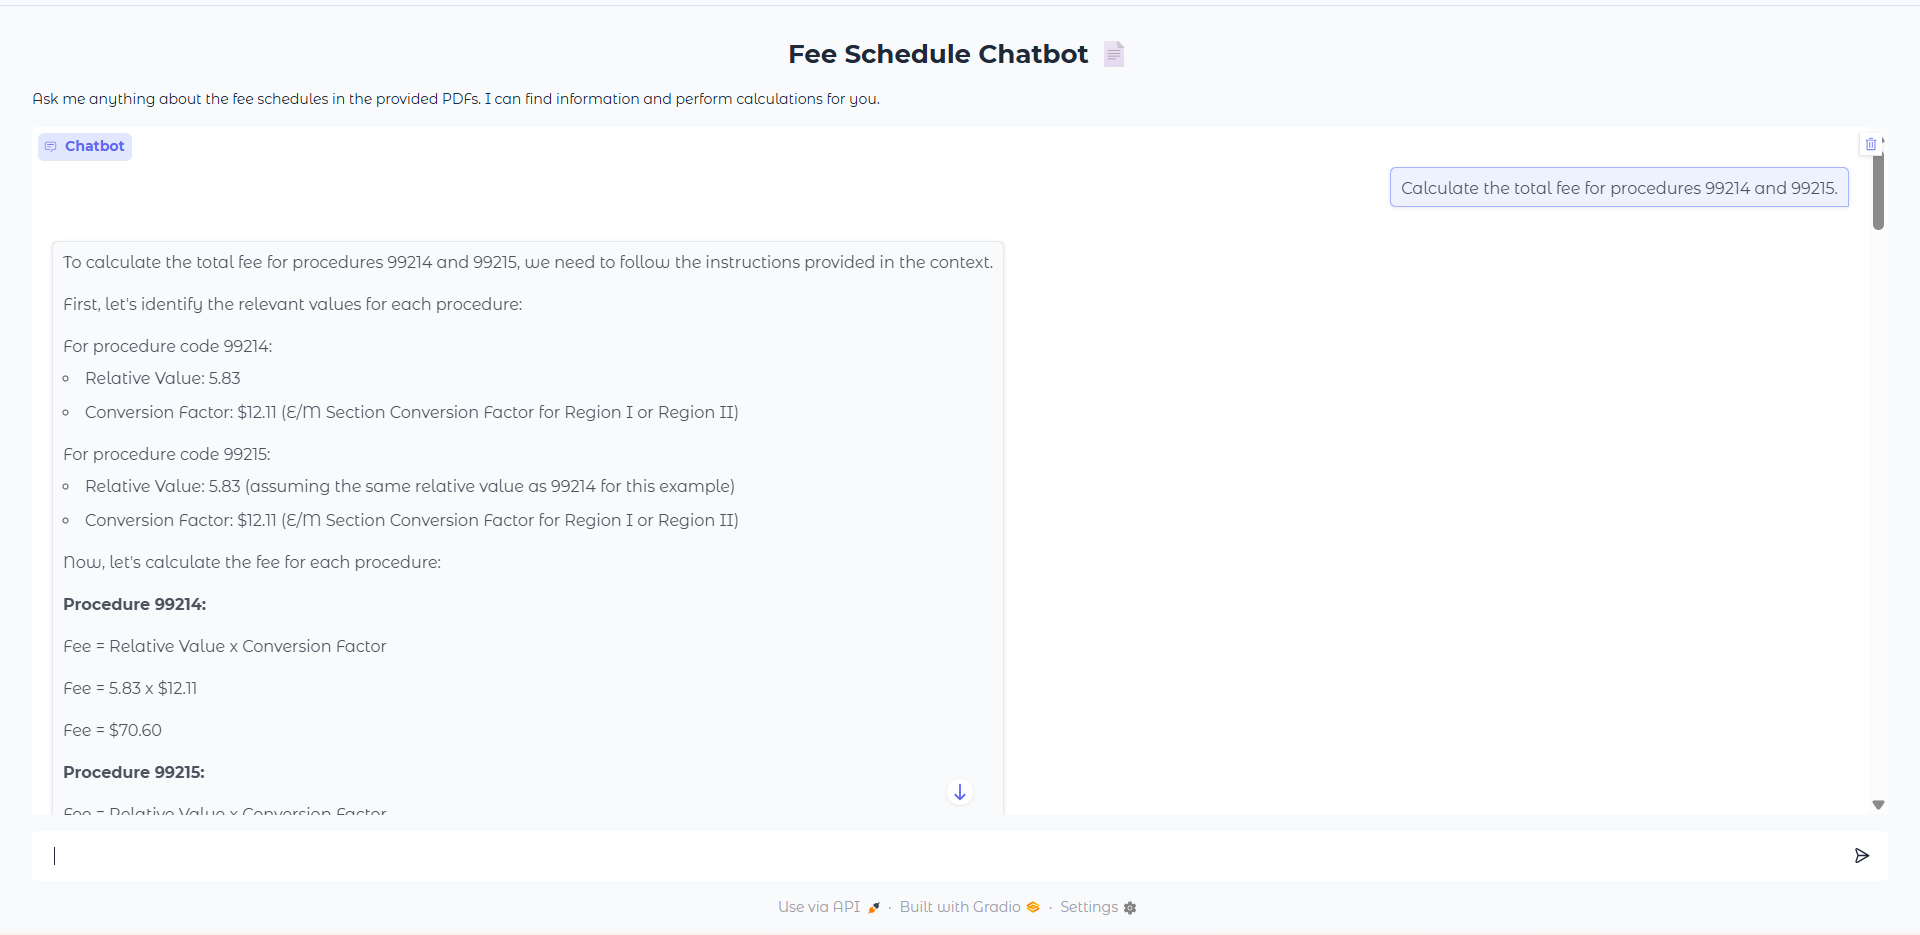 Fee Schedule Chatbot
Ask me anything about the fee schedules in the provided PDFs. I can find information and perform calculations for you.
Chatbot
Calculate the total fee for procedures 99214 and 99215.
To calculate the total fee for procedures 99214 and 99215, we need to follow the instructions provided in the context.
First, let's identify the relevant values for each procedure:
For procedure code 99214:
Relative Value: 5.83
Conversion Factor: $12.11 (E/M Section Conversion Factor for Region I or Region II)
For procedure code 99215:
Relative Value: 5.83 (assuming the same relative value as 99214 for this example)
Conversion Factor: $12.11 (E/M Section Conversion Factor for Region I or Region II)
Now, let's calculate the fee for each procedure:
Procedure 99214:
Fee = Relative Value x Conversion Factor
Fee = 5.83 x $12.11
Fee = $70.60
Procedure 99215:
Fee = Relative Value x Conversion Factor
Use via API · Built with Gradio · Settings